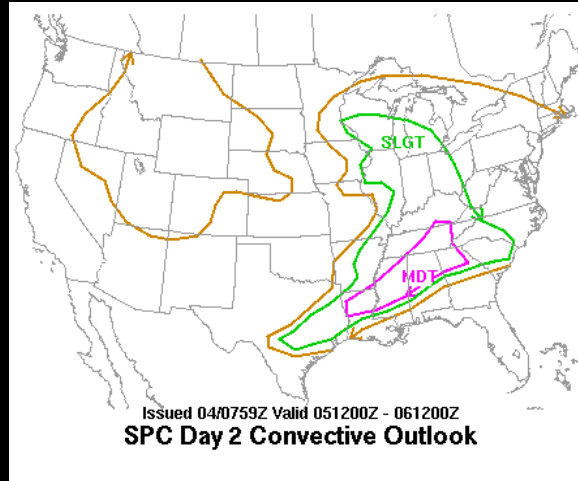 SLGT
MDT
Issued 04/0759Z Valid 051200Z - 061200Z
SPC Day 2 Convective Outlook